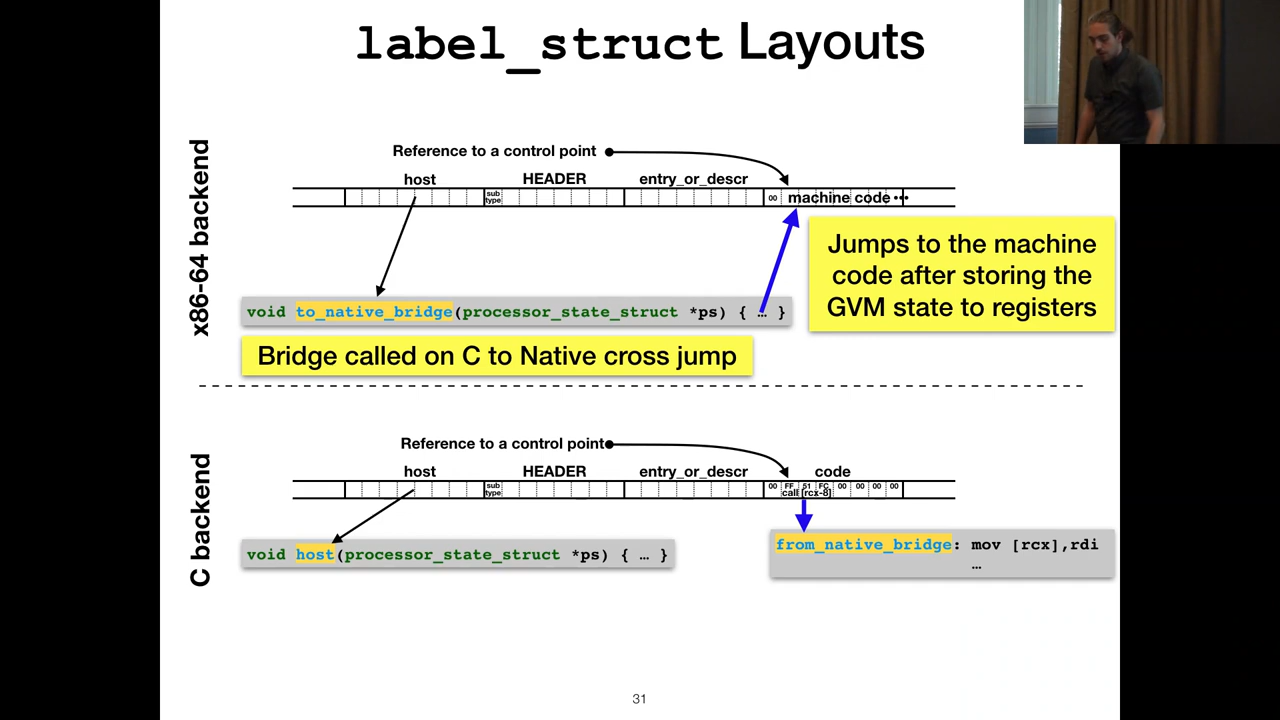 label_struct Layouts
x86-64 backend
Reference to a control point
host HEADER entry_or_descr
sub
type
00 machine code •••
void to_native_bridge(processor_state_struct *ps) { … }
Jumps to the machine
code after storing the
GVM state to registers
Bridge called on C to Native cross jump
C backend
Reference to a control point
host HEADER entry_or_descr code
sub
type
00 FF 51 FC 00 00 00 00
call [rcx-8]
void host(processor_state_struct *ps) { … }
from_native_bridge: mov [rcx],rdi
…
31